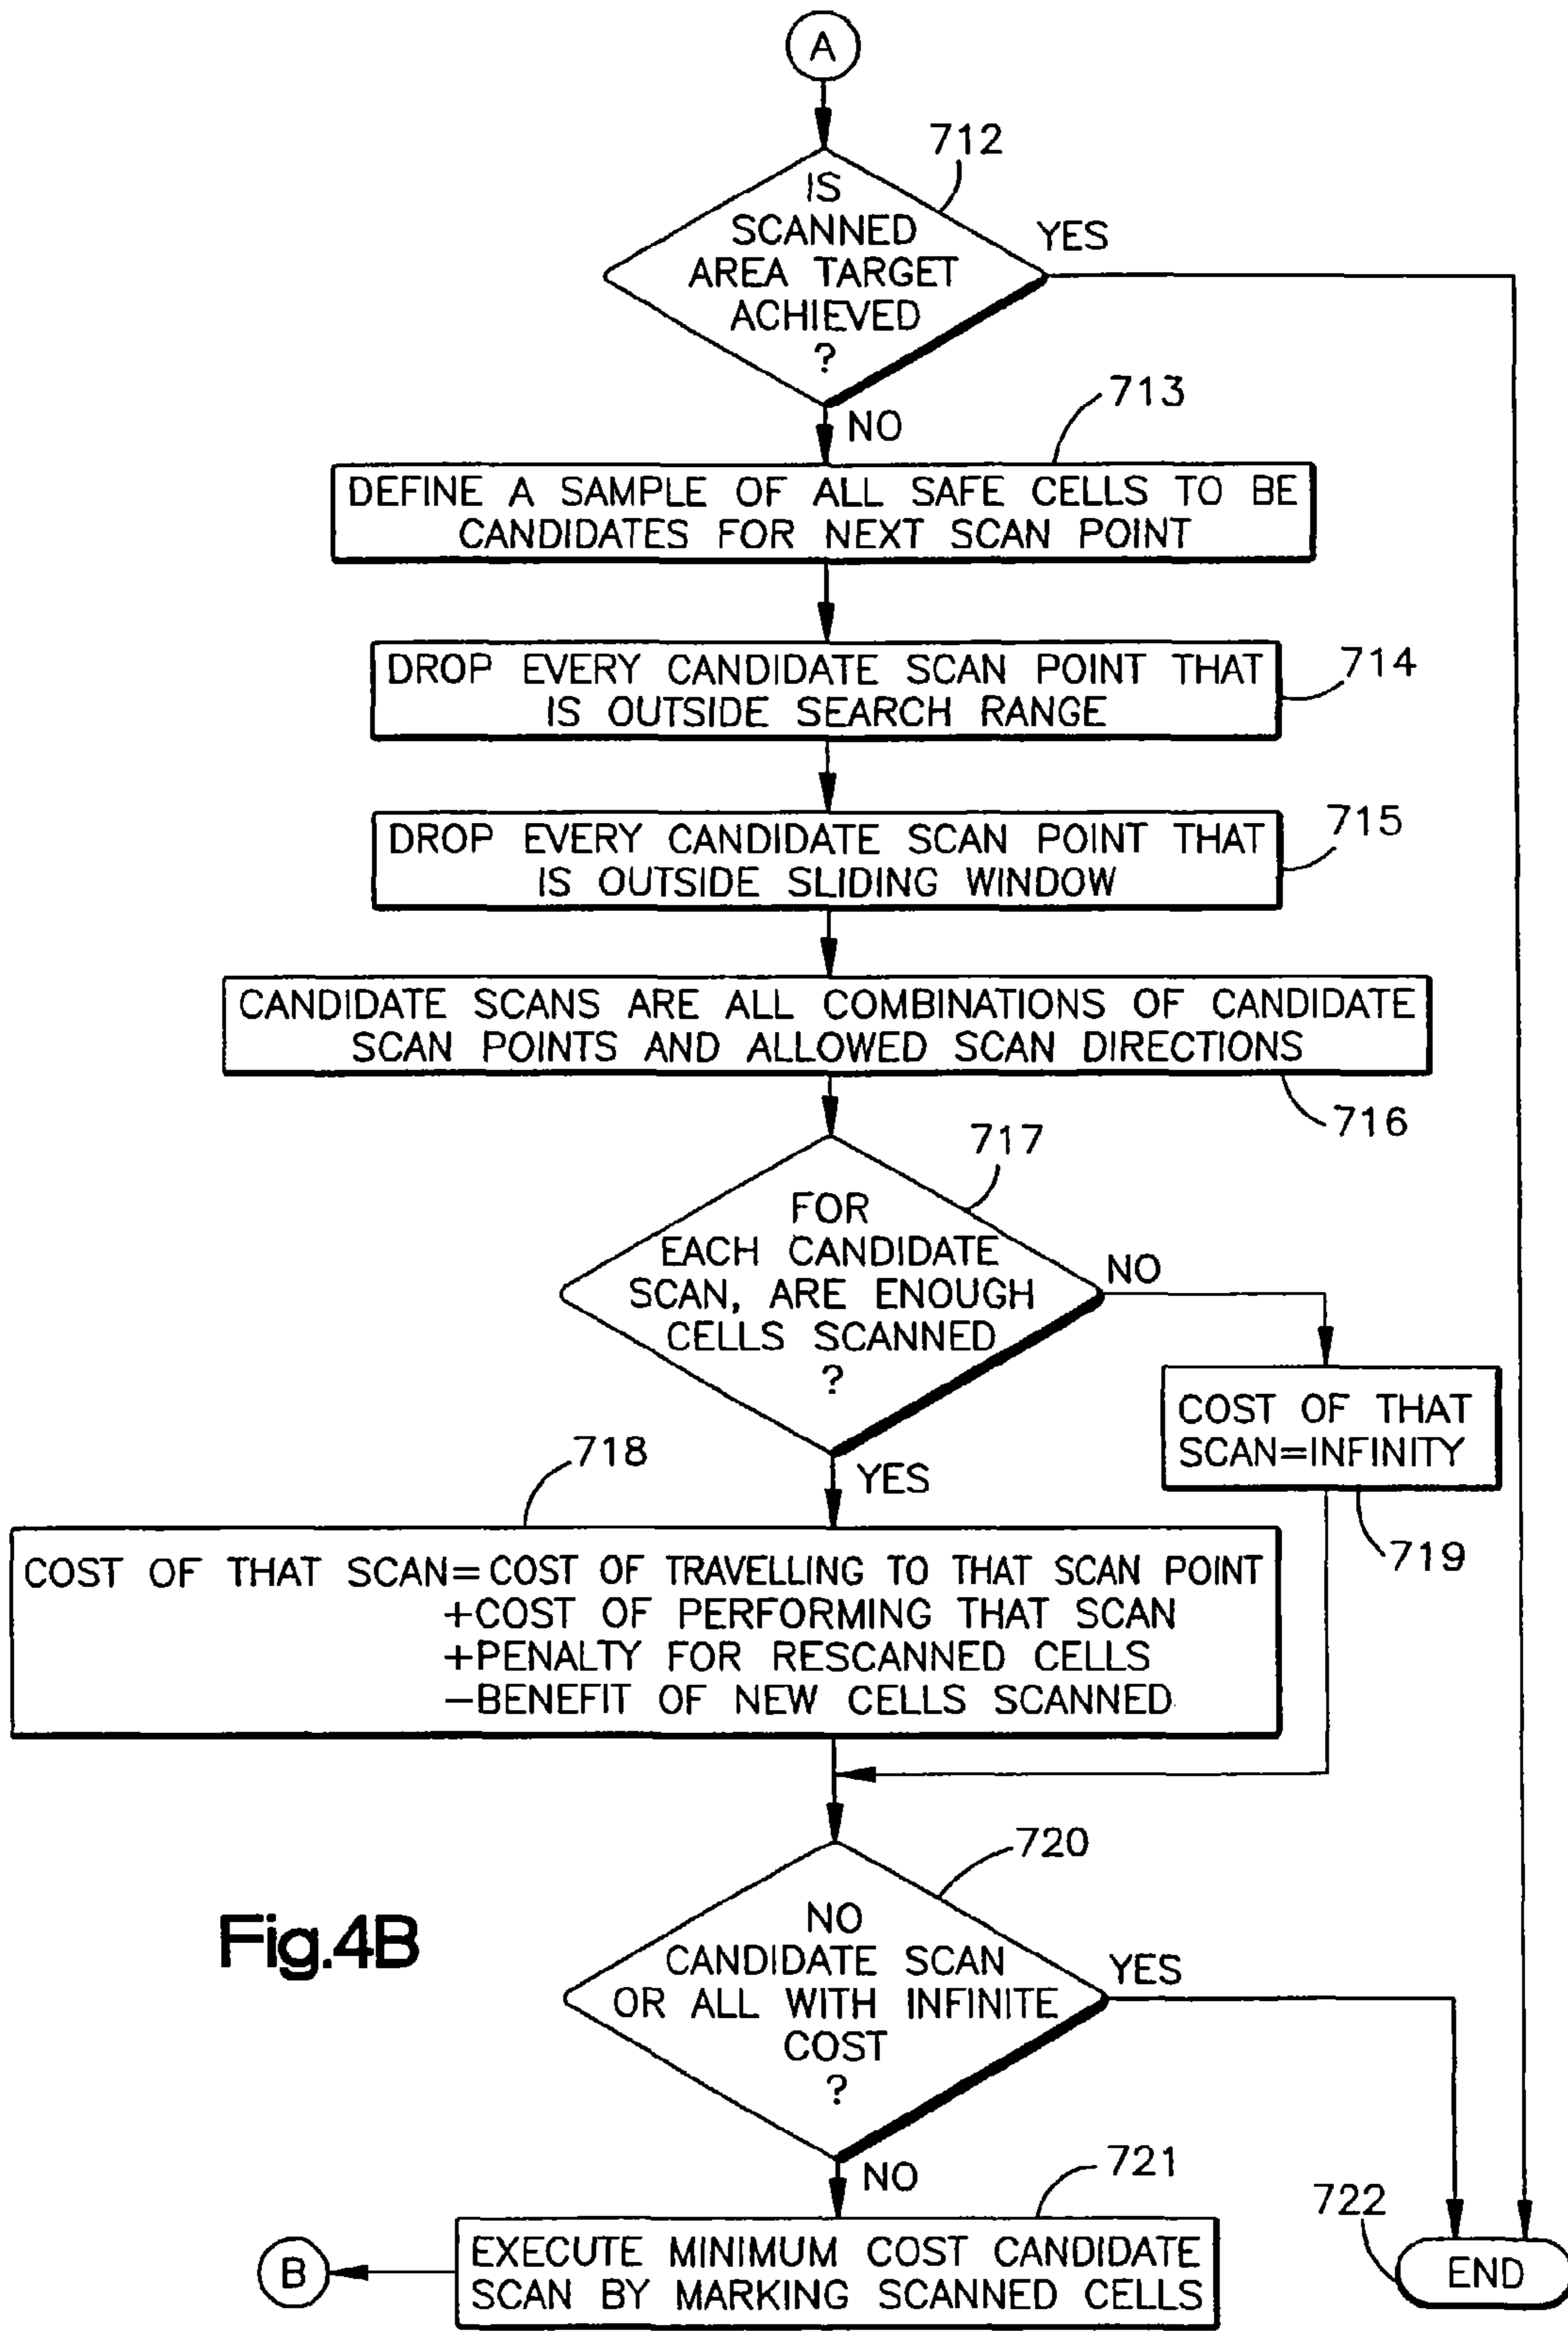 A
712
IS
SCANNED
AREA TARGET
ACHIEVED
?
YES
NO
713
DEFINE A SAMPLE OF ALL SAFE CELLS TO BE
CANDIDATES FOR NEXT SCAN POINT
DROP EVERY CANDIDATE SCAN POINT THAT
IS OUTSIDE SEARCH RANGE
714
DROP EVERY CANDIDATE SCAN POINT THAT
IS OUTSIDE SLIDING WINDOW
715
CANDIDATE SCANS ARE ALL COMBINATIONS OF CANDIDATE
SCAN POINTS AND ALLOWED SCAN DIRECTIONS
716
717
FOR
EACH CANDIDATE
SCAN, ARE ENOUGH
CELLS SCANNED
?
NO
COST OF THAT
SCAN=INFINITY
719
YES
718
COST OF THAT SCAN=COST OF TRAVELLING TO THAT SCAN POINT
+COST OF PERFORMING THAT SCAN
+PENALTY FOR RESCANNED CELLS
−BENEFIT OF NEW CELLS SCANNED
720
NO
CANDIDATE SCAN
OR ALL WITH INFINITE
COST
?
YES
Fig.4B
NO
721
EXECUTE MINIMUM COST CANDIDATE
SCAN BY MARKING SCANNED CELLS
B
722
END